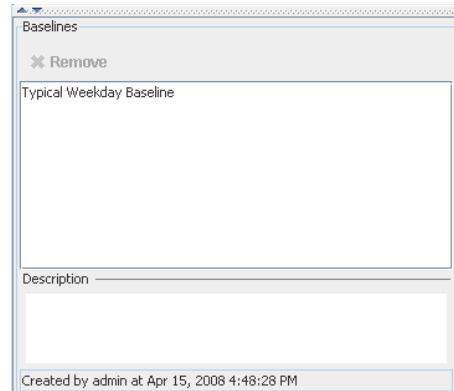 Baselines
Remove
Typical Weekday Baseline
Description
Created by admin at Apr 15, 2008 4:48:28 PM